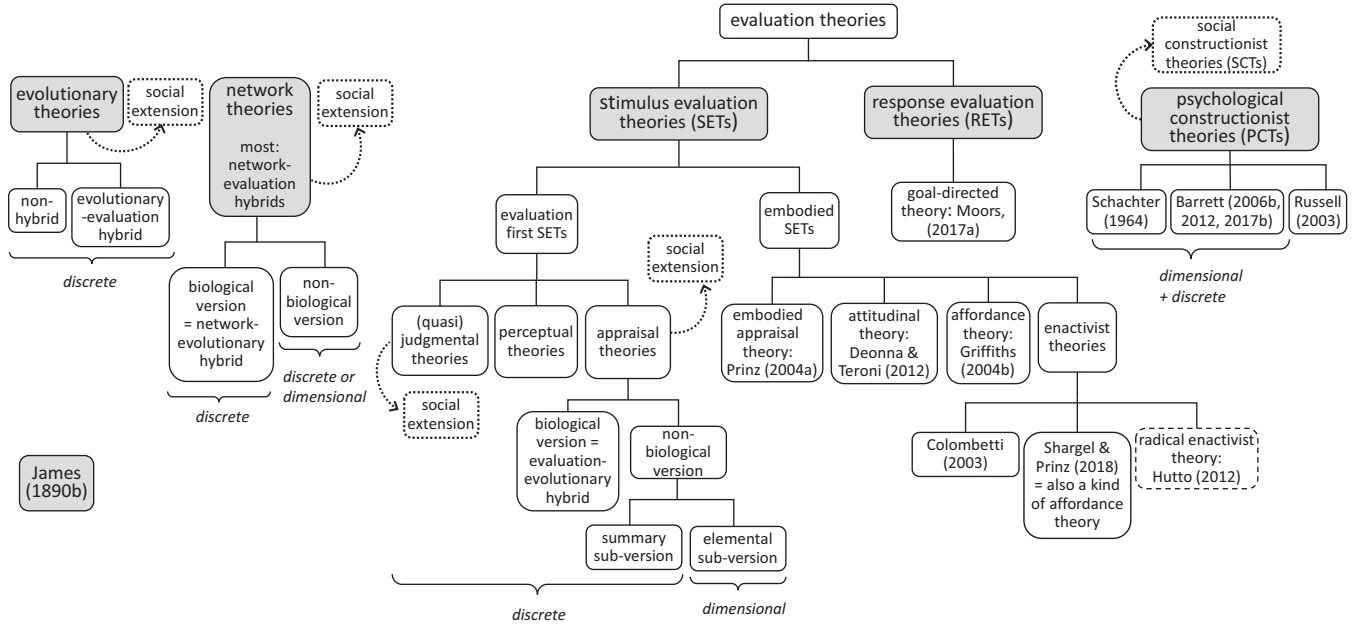 evaluation theories
social
constructionist
theories (SCTs)
evolutionary
theories
social
extension
network
theories
most:
network-
evaluation
hybrids
social
extension
stimulus evaluation
theories (SETs)
response evaluation
theories (RETs)
psychological
constructionist
theories (PCTs)
non-
hybrid
evolutionary
-evaluation
hybrid
discrete
biological
version
= network-
evolutionary
hybrid
non-
biological
version
discrete
discrete or
dimensional
evaluation
first SETs
embodied
SETs
goal-directed
theory: Moors,
(2017a)
Schachter
(1964)
Barrett (2006b,
2012, 2017b)
Russell
(2003)
dimensional
+ discrete
social
extension
(quasi)
judgmental
theories
perceptual
theories
appraisal
theories
embodied
appraisal
theory:
Prinz (2004a)
attitudinal
theory:
Deonna &
Teroni (2012)
affordance
theory:
Griffiths
(2004b)
enactivist
theories
social
extension
biological
version =
evaluation-
evolutionary
hybrid
non-
biological
version
Colombetti
(2003)
Shargel &
Prinz (2018)
= also a kind
of affordance
theory
radical enactivist
theory:
Hutto (2012)
James
(1890b)
summary
sub-version
elemental
sub-version
discrete
dimensional